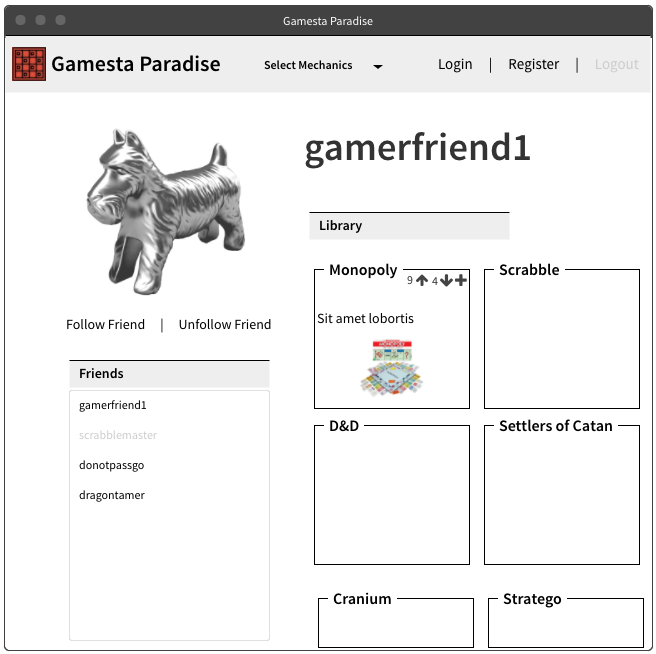 Gamesta Paradise
Gamesta Paradise
Select Mechanics
Login | Register | Logout
gamerfriend1
Library
Monopoly
9 4
Sit amet lobortis
MONOPOLY
Scrabble
Follow Friend | Unfollow Friend
Friends
gamerfriend1
scrabblemaster
donotpassgo
dragontamer
D&D
Settlers of Catan
Cranium
Stratego